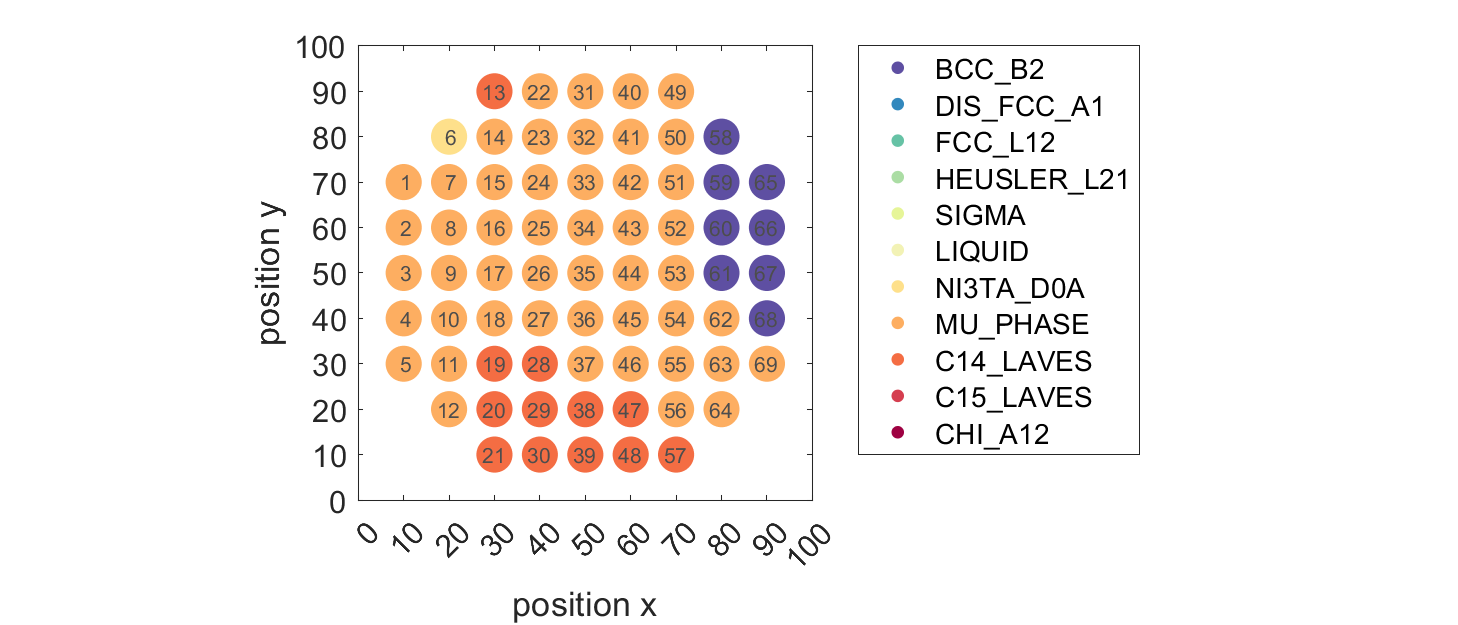 100
90 13 22 31 40 49
80 6 14 23 32 41 50 58
70 1 7 15 24 33 42 51 59 65
60 2 8 16 25 34 43 52 60 66
50 3 9 17 26 35 44 53 61 67
40 4 10 18 27 36 45 54 62 68
30 5 11 19 28 37 46 55 63 69
20 12 20 29 38 47 56 64
10 21 30 39 48 57
0
0 10 20 30 40 50 60 70 80 90 100
position x
position y
BCC_B2
DIS_FCC_A1
FCC_L12
HEUSLER_L21
SIGMA
LIQUID
NI3TA_D0A
MU_PHASE
C14_LAVES
C15_LAVES
CHI_A12